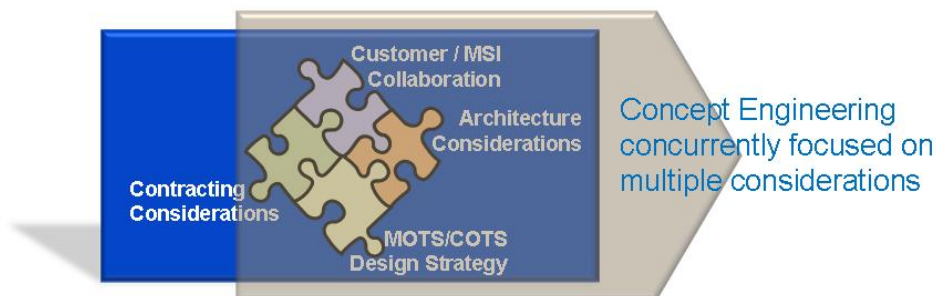 Customer / MSI
Collaboration
Architecture
Considerations
Contracting
Considerations
MOTS/COTS
Design Strategy
Concept Engineering
concurrently focused on
multiple considerations